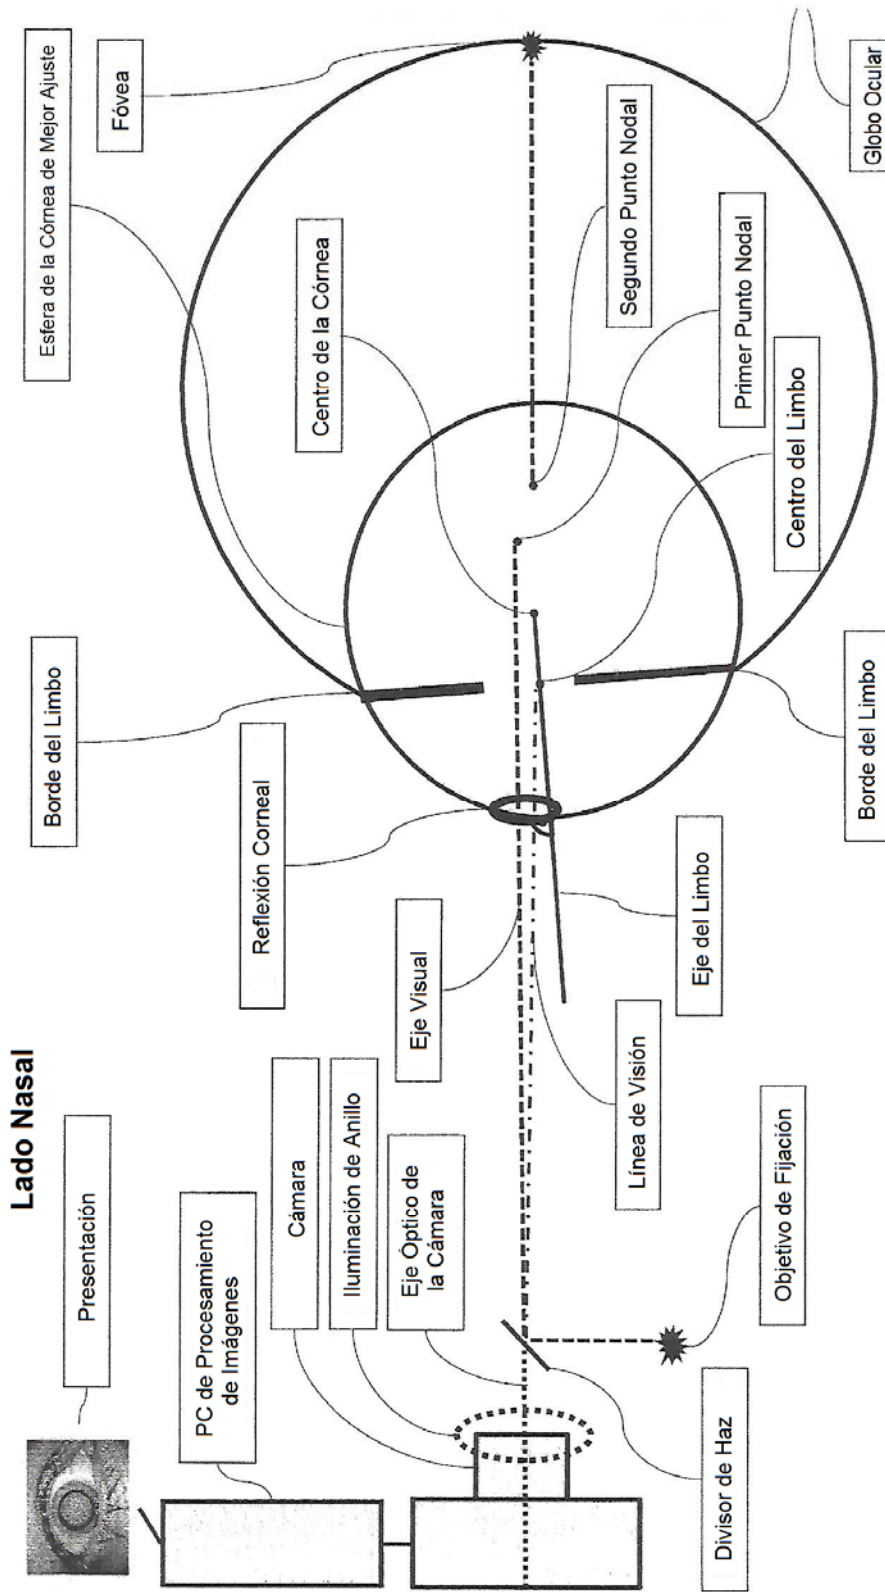 Lado Nasal
Presentación
PC de Procesamiento
de Imágenes
Cámara
Iluminación de Anillo
Eje Óptico de
la Cámara
Divisor de Haz
Objetivo de Fijación
Línea de Visión
Eje Visual
Eje del Limbo
Reflexión Corneal
Borde del Limbo
Borde del Limbo
Centro del Limbo
Primer Punto Nodal
Segundo Punto Nodal
Centro de la Córnea
Esfera de la Córnea de Mejor Ajuste
Fóvea
Globo Ocular